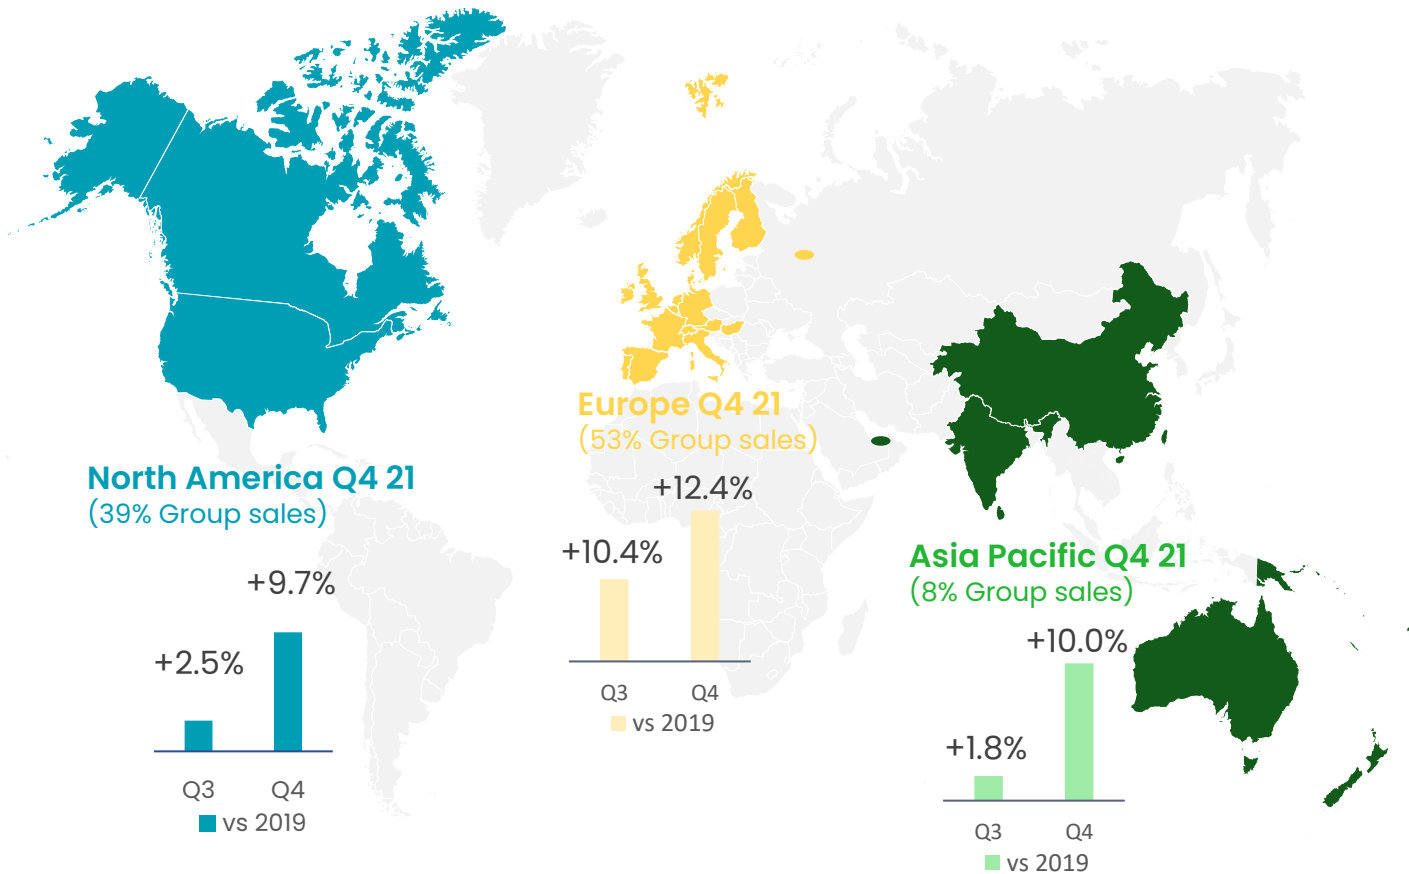 North America Q4 21
(39% Group sales)
+9.7%
+2.5%
Q3 Q4
vs 2019
Europe Q4 21
(53% Group sales)
+12.4%
+10.4%
Q3 Q4
vs 2019
Asia Pacific Q4 21
(8% Group sales)
+10.0%
+1.8%
Q3 Q4
vs 2019